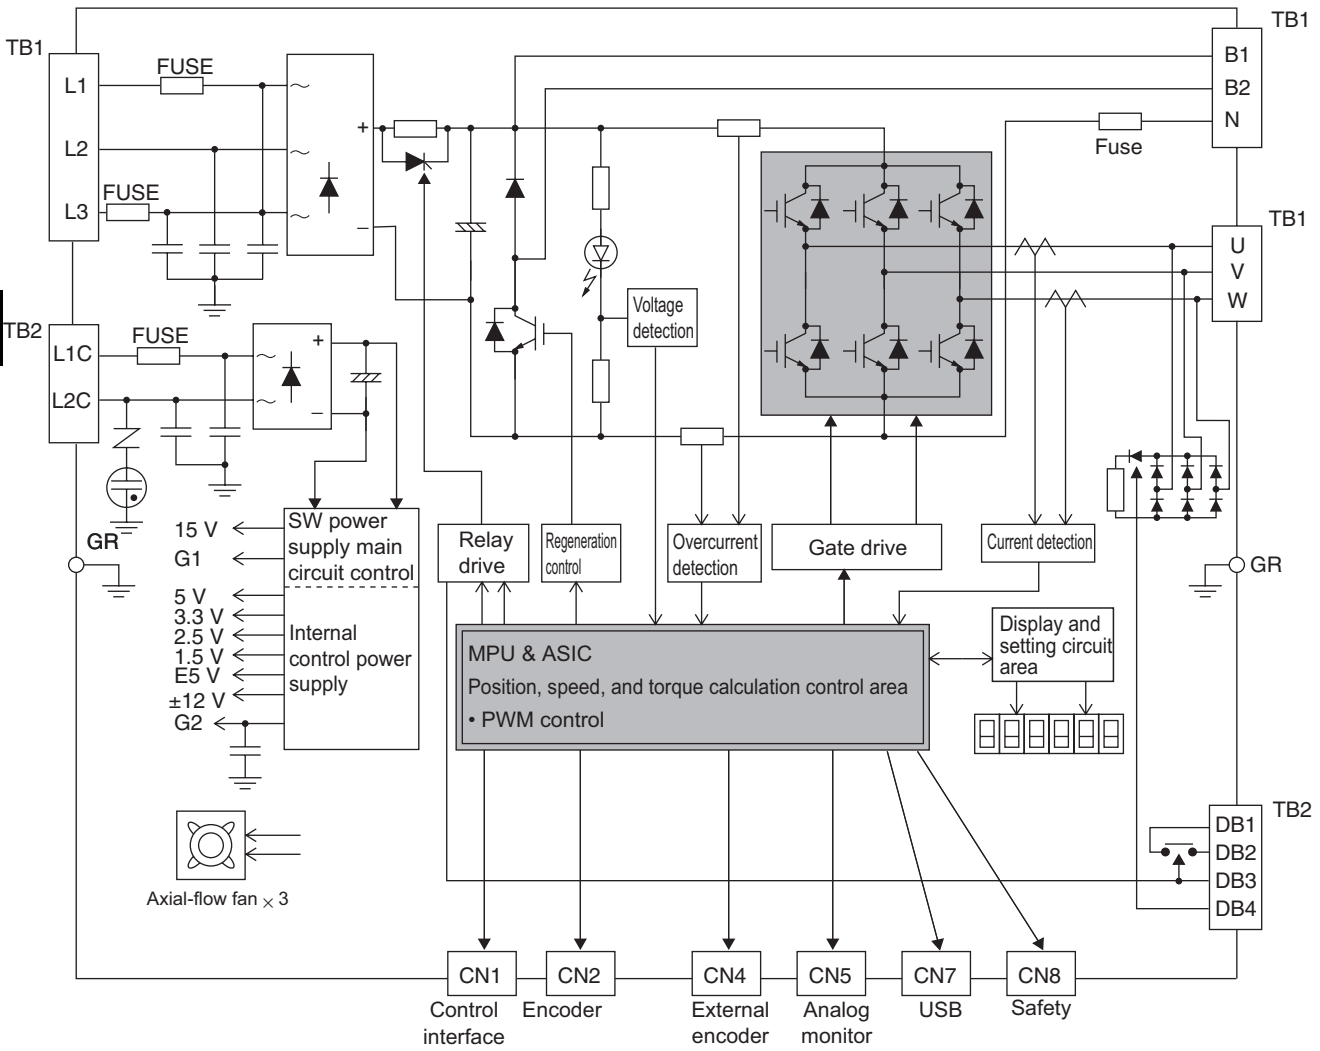 TB1
TB1
L1
FUSE
L2
FUSE
L3
+
−
B1
B2
N
Fuse
TB1
U
V
W
TB2
L1C
FUSE
L2C
+
−
Voltage
detection
GR
15 V
G1
5 V
3.3 V
2.5 V
1.5 V
E5 V
±12 V
G2
SW power
supply main
circuit control
Internal
control power
supply
Relay
drive
Regeneration
control
Overcurrent
detection
Gate drive
Current detection
GR
MPU & ASIC
Position, speed, and torque calculation control area
• PWM control
Display and
setting circuit
area
Axial-flow fan × 3
TB2
DB1
DB2
DB3
DB4
CN1
CN2
CN4
CN5
CN7
CN8
Control
interface
Encoder
External
encoder
Analog
monitor
USB
Safety